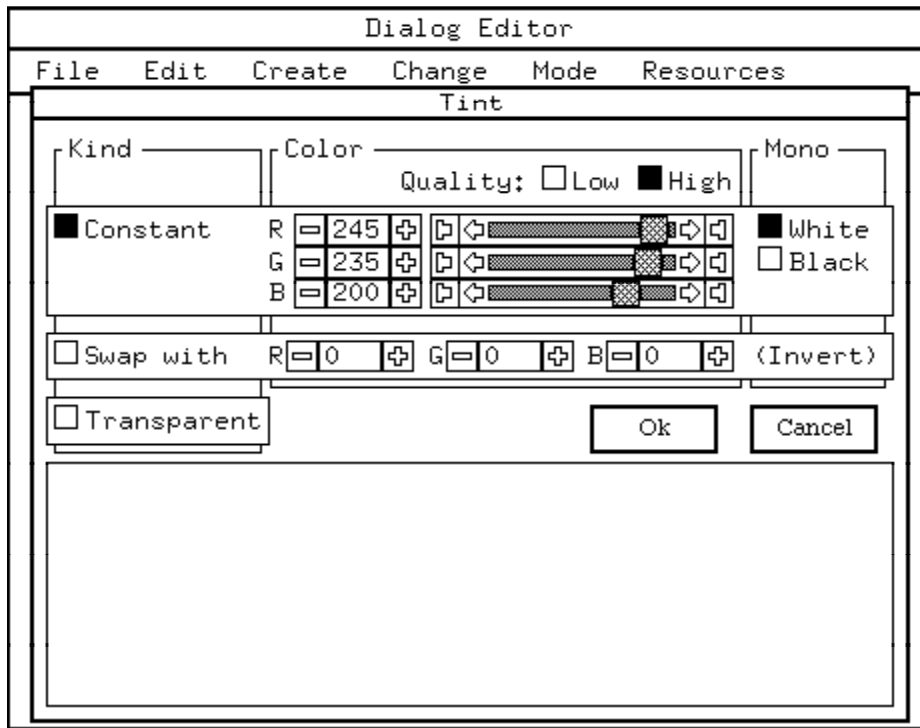 Dialog Editor
File Edit Create Change Mode Resources
Tint
Kind Color Mono
Quality: Low High
Constant R 245 White
G 235 Black
B 200
Swap with R 0 G 0 B 0 (Invert)
Transparent Ok Cancel